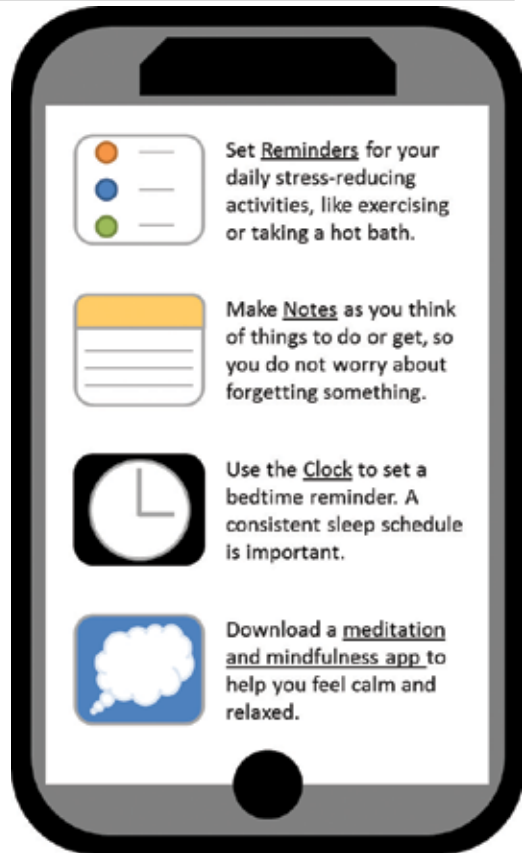 Set Reminders for your
daily stress-reducing
activities, like exercising
or taking a hot bath.
Make Notes as you think
of things to do or get, so
you do not worry about
forgetting something.
Use the Clock to set a
bedtime reminder. A
consistent sleep schedule
is important.
Download a meditation
and mindfulness app to
help you feel calm and
relaxed.